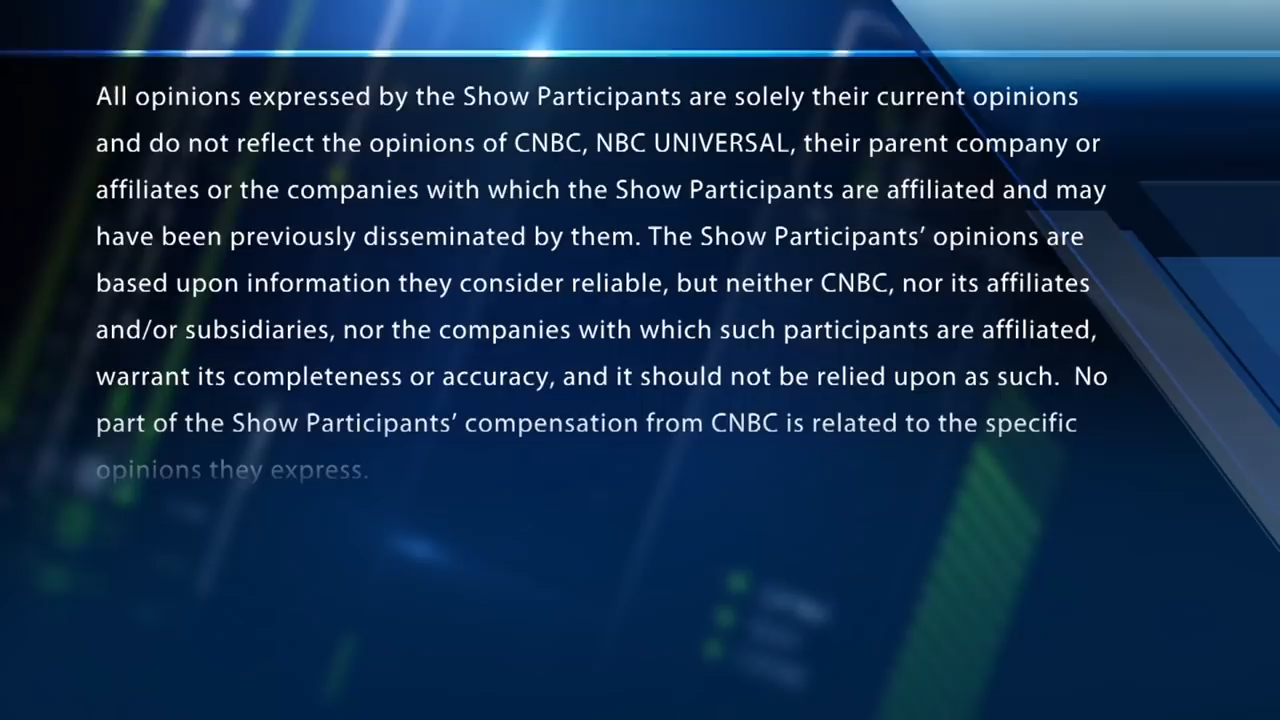 All opinions expressed by the Show Participants are solely their current opinions
and do not reflect the opinions of CNBC, NBC UNIVERSAL, their parent company or
affiliates or the companies with which the Show Participants are affiliated and may
have been previously disseminated by them. The Show Participants’ opinions are
based upon information they consider reliable, but neither CNBC, nor its affiliates
and/or subsidiaries, nor the companies with which such participants are affiliated,
warrant its completeness or accuracy, and it should not be relied upon as such.  No
part of the Show Participants’ compensation from CNBC is related to the specific
opinions they express.